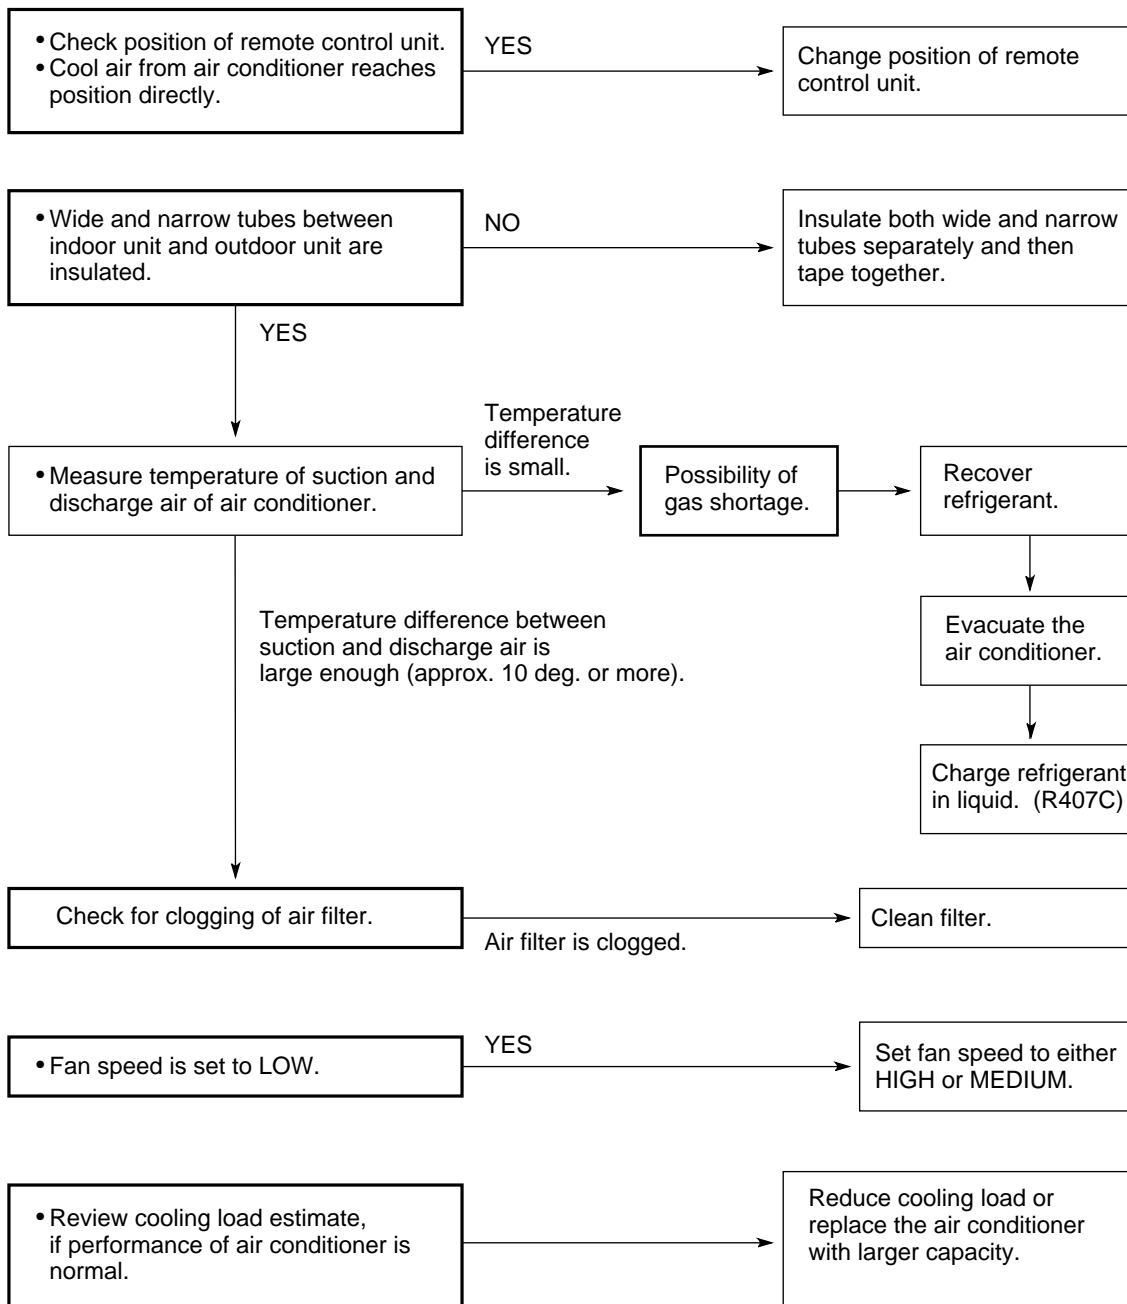 • Check position of remote control unit.
• Cool air from air conditioner reaches
position directly.
YES
Change position of remote
control unit.
• Wide and narrow tubes between
indoor unit and outdoor unit are
insulated.
NO
Insulate both wide and narrow
tubes separately and then
tape together.
YES
• Measure temperature of suction and
discharge air of air conditioner.
Temperature
difference
is small.
Possibility of
gas shortage.
Recover
refrigerant.
Evacuate the
air conditioner.
Charge refrigerant
in liquid. (R407C)
Temperature difference between
suction and discharge air is
large enough (approx. 10 deg. or more).
Check for clogging of air filter.
Air filter is clogged.
Clean filter.
• Fan speed is set to LOW.
YES
Set fan speed to either
HIGH or MEDIUM.
• Review cooling load estimate,
if performance of air conditioner is
normal.
Reduce cooling load or
replace the air conditioner
with larger capacity.